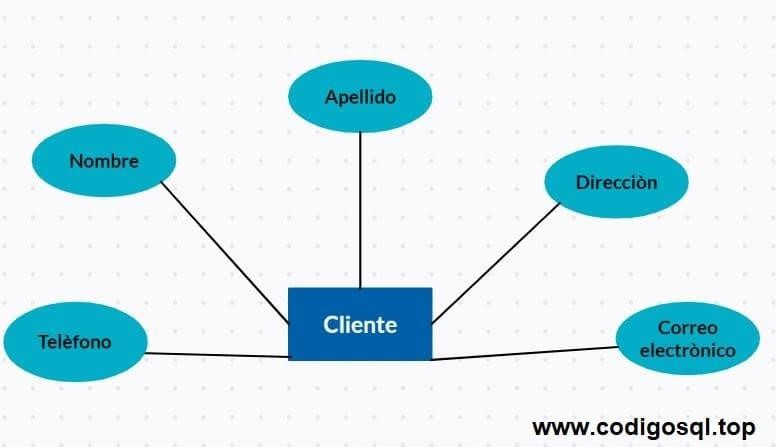 Apellido
Nombre
Direcciòn
Cliente
Telèfono
Correo
electrònico
www.codigosql.top